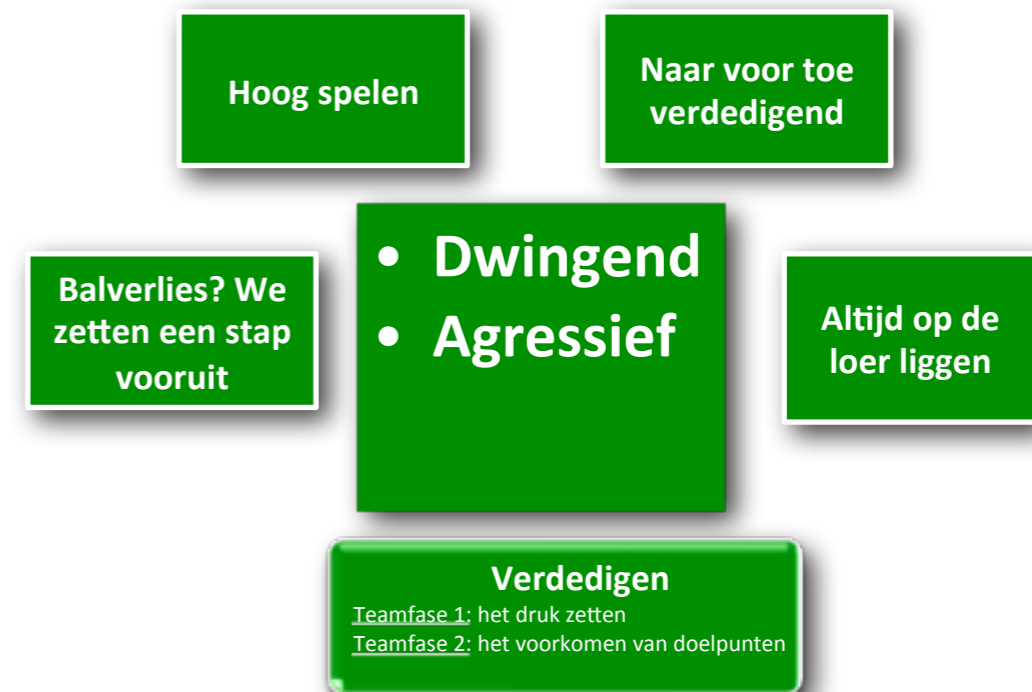 Hoog spelen
Naar voor toe
verdedigend
Balverlies? We
zetten een stap
vooruit
• Dwingend
• Agressief
Altijd op de
loer liggen
Verdedigen
Teamfase 1: het druk zetten
Teamfase 2: het voorkomen van doelpunten